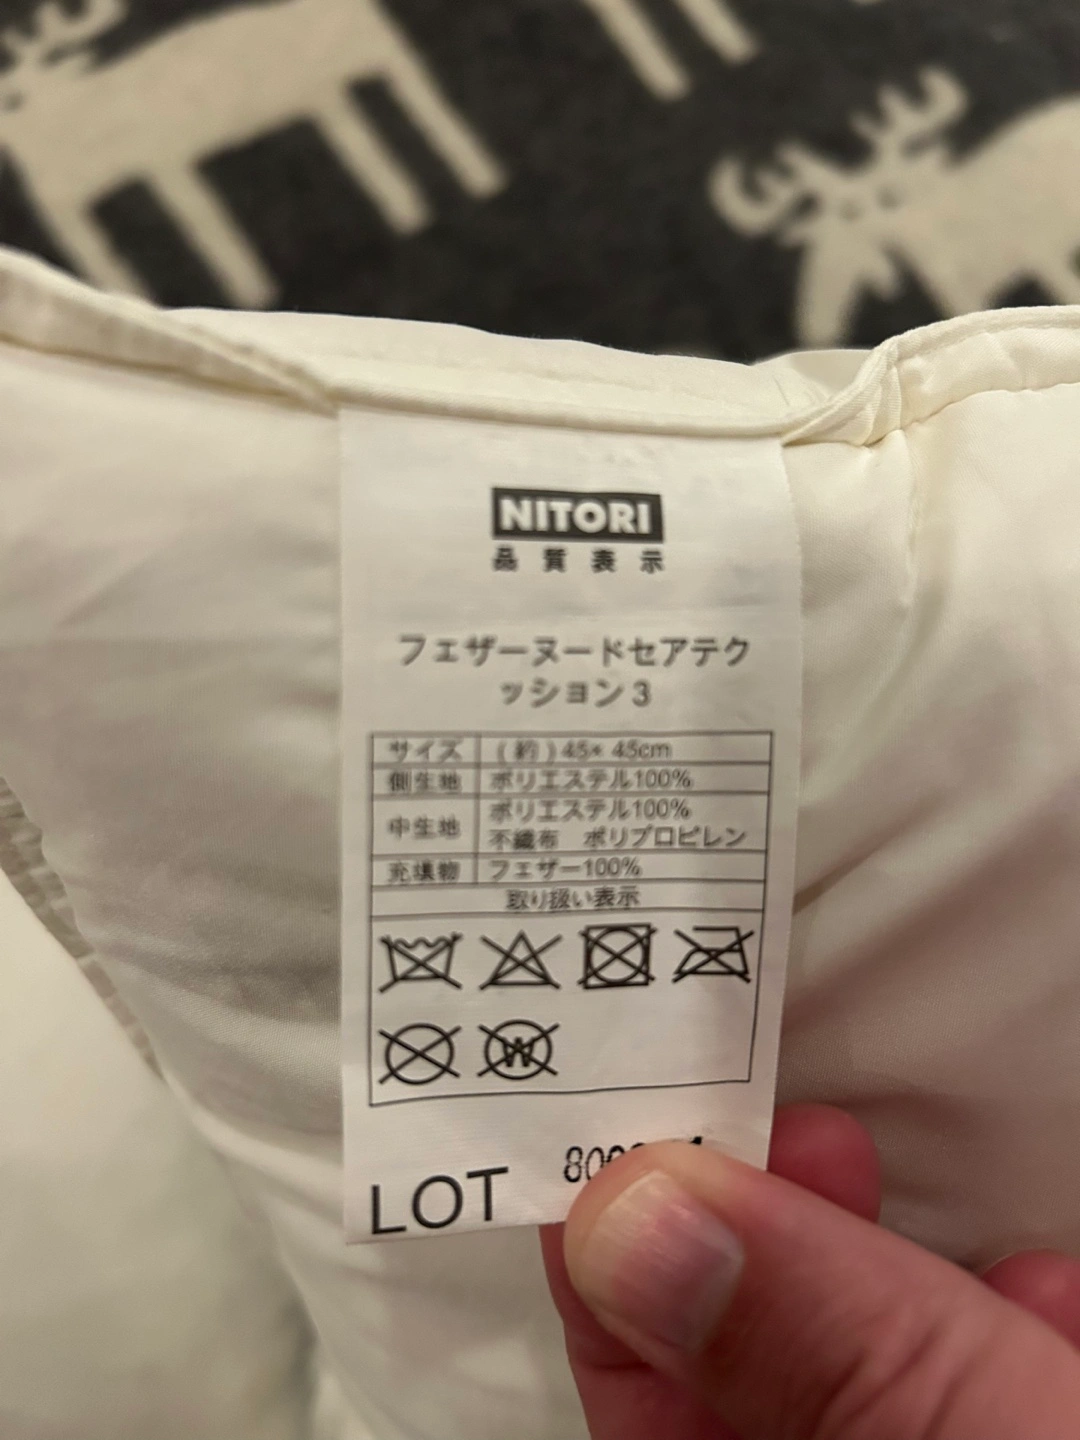 NITORI
品質表示
フェザーヌードセアテク
ッション3
サイズ (約)45×45cm
側生地 ポリエステル100%
中生地 ポリエステル100%
不織布 ポリプロピレン
充填物 フェザー100%
取り扱い表示
W
LOT